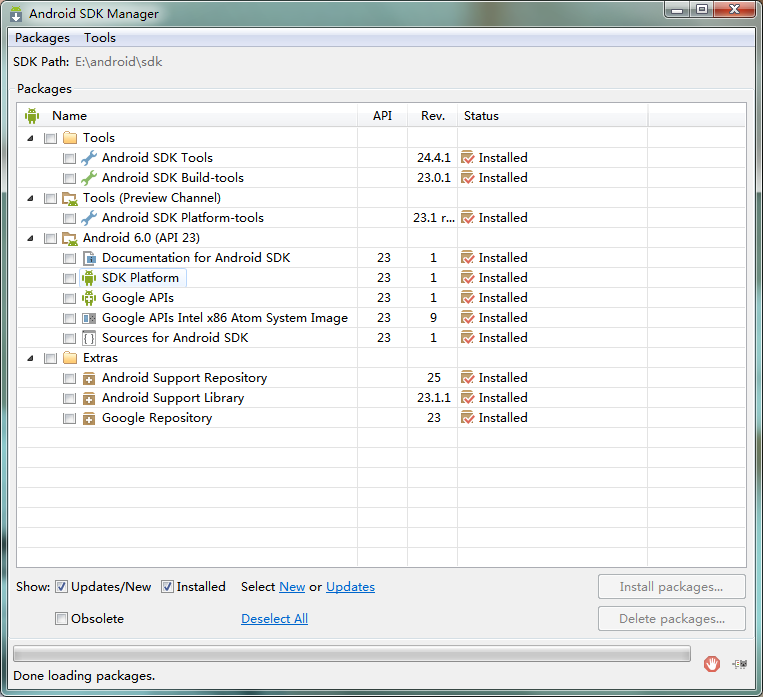 Android SDK Manager
Packages Tools
SDK Path: E:\android\sdk
Packages
Name API Rev. Status
Tools
Android SDK Tools 24.4.1 Installed
Android SDK Build-tools 23.0.1 Installed
Tools (Preview Channel)
Android SDK Platform-tools 23.1 r... Installed
Android 6.0 (API 23)
Documentation for Android SDK 23 1 Installed
SDK Platform 23 1 Installed
Google APIs 23 1 Installed
Google APIs Intel x86 Atom System Image 23 9 Installed
Sources for Android SDK 23 1 Installed
Extras
Android Support Repository 25 Installed
Android Support Library 23.1.1 Installed
Google Repository 23 Installed
Show: Updates/New Installed Select New or Updates Install packages...
Obsolete Deselect All Delete packages...
Done loading packages.